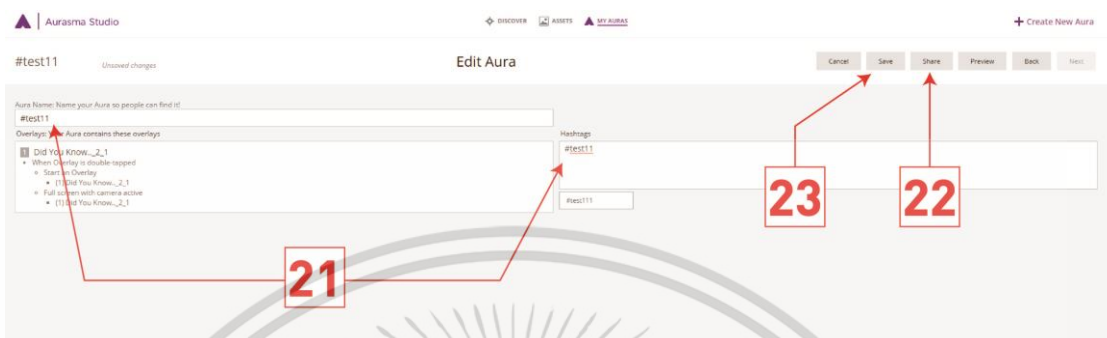 Aurasma Studio
DISCOVER ASSETS MY AURAS
+ Create New Aura
#test11 Unsaved changes
Edit Aura
Cancel Save Share Preview Back Next
Aura Name: Name your Aura so people can find it!
#test11
Overlays: Your Aura contains these overlays
1 Did You Know.._2_1
When Overlay is double tapped
Start an Overlay
[1] Did You Know.._2_1
Full screen with camera active
[1] Did You Know.._2_1
Hashtags
#test11
#test111
21
23
22